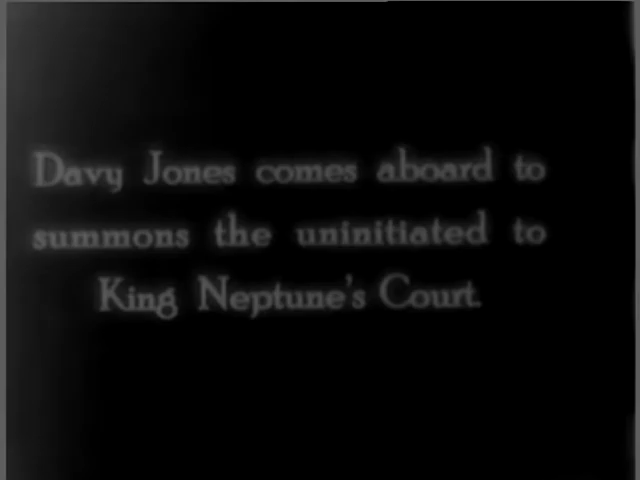 Davy Jones comes aboard to
summons the uninitiated to
King Neptune's Court.